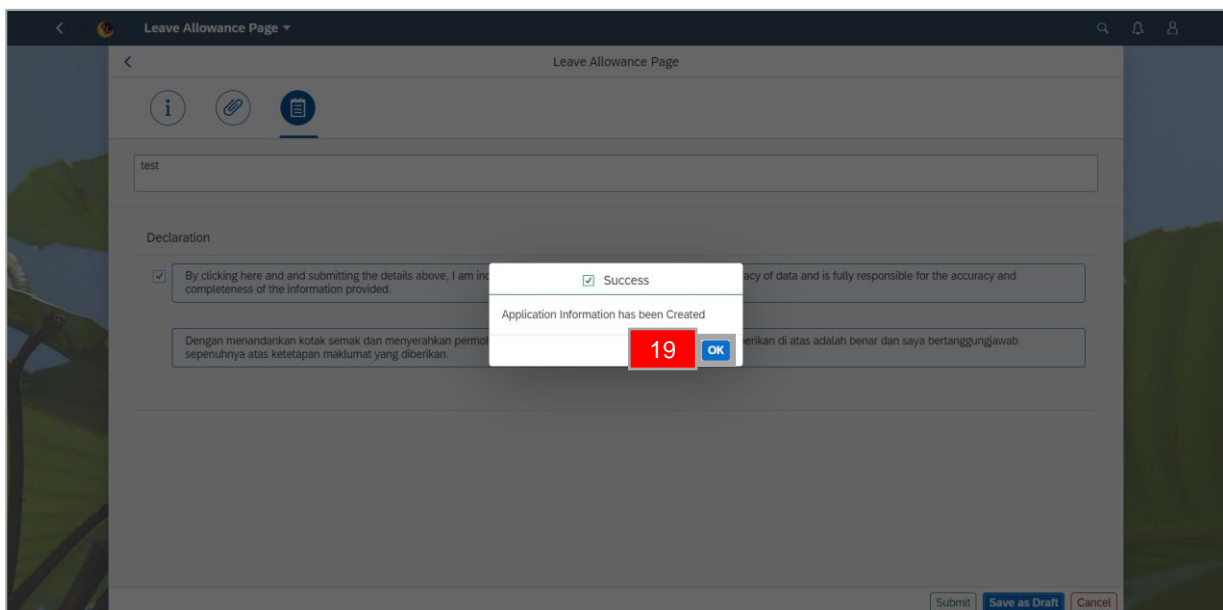 Leave Allowance Page
Leave Allowance Page
test
Declaration
By clicking here and and submitting the details above, I am in
acy of data and is fully responsible for the accuracy and
completeness of the information provided.
Success
Application Information has been Created
19 OK
Dengan menandankan kotak semak dan menyerahkan
di atas adalah benar dan saya bertanggungjawab
sepenuhnya atas ketetapan maklumat yang diberikan.
Submit Save as Draft Cancel